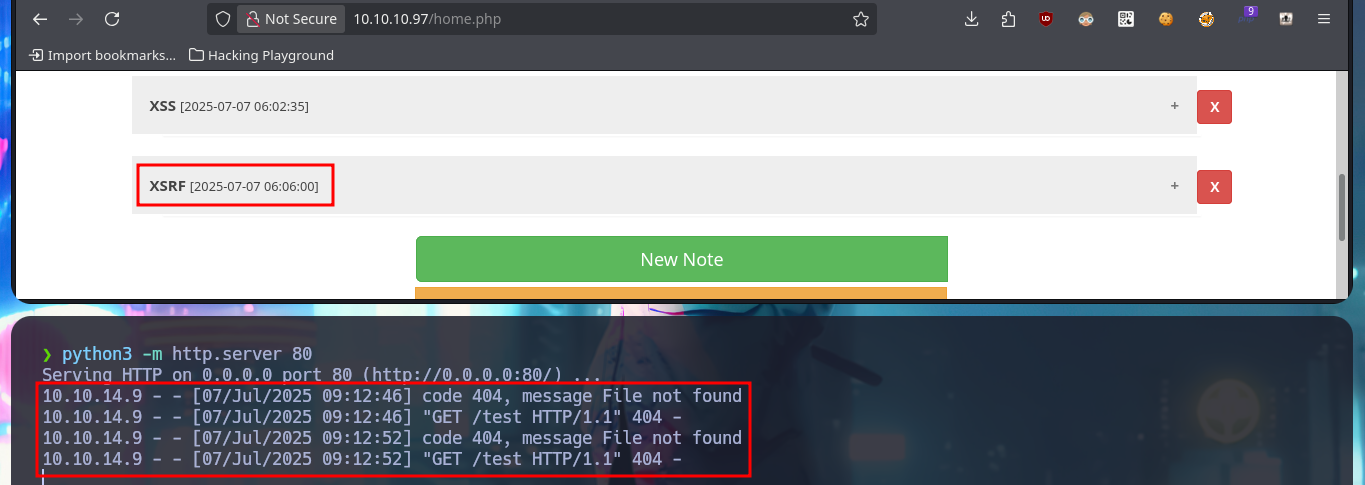 Not Secure 10.10.10.97/home.php
9
Import bookmarks... Hacking Playground
XSS [2025-07-07 06:02:35] + X
XSRF [2025-07-07 06:06:00] + X
New Note
❯ python3 -m http.server 80
Serving HTTP on 0.0.0.0 port 80 (http://0.0.0.0:80/) ...
10.10.14.9 - - [07/Jul/2025 09:12:46] code 404, message File not found
10.10.14.9 - - [07/Jul/2025 09:12:46] "GET /test HTTP/1.1" 404 -
10.10.14.9 - - [07/Jul/2025 09:12:52] code 404, message File not found
10.10.14.9 - - [07/Jul/2025 09:12:52] "GET /test HTTP/1.1" 404 -